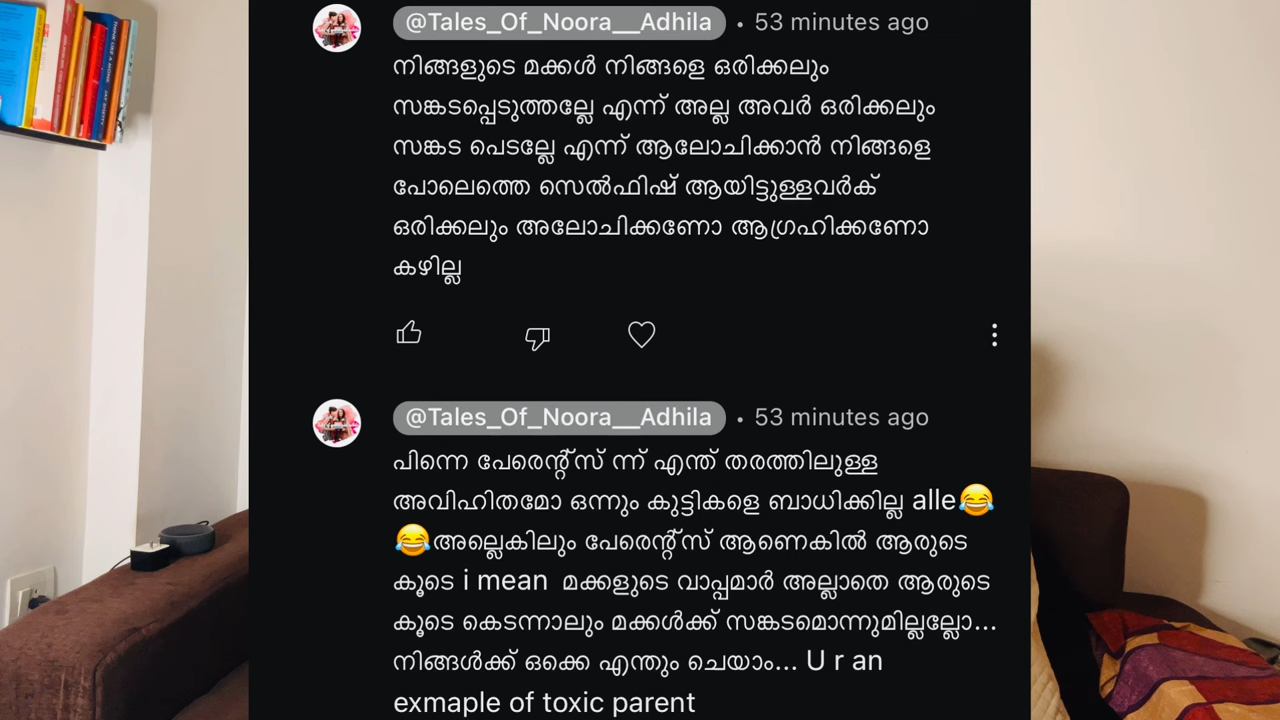 @Tales_Of_Noora__Adhila • 53 minutes ago
നിങ്ങളുടെ മക്കൾ നിങ്ങളെ ഒരിക്കലും
സങ്കടപ്പെടുത്തല്ലേ എന്ന് അല്ല അവർ ഒരിക്കലും
സങ്കട പെടല്ലേ എന്ന് ആലോചിക്കാൻ നിങ്ങളെ
പോലെത്തെ സെൽഫിഷ് ആയിട്ടുള്ളവർക്
ഒരിക്കലും അലോചിക്കണോ ആഗ്രഹിക്കണോ
കഴില്ല
@Tales_Of_Noora__Adhila • 53 minutes ago
പിന്നെ പേരെന്റ്സ് ന്ന് എന്ത് തരത്തിലുള്ള
അവിഹിതമോ ഒന്നും കുട്ടികളെ ബാധിക്കില്ല alle😂
😂അല്ലെകിലും പേരെന്റ്സ് ആണെകിൽ ആരുടെ
കൂടെ i mean മക്കളുടെ വാപ്പമാർ അല്ലാതെ ആരുടെ
കൂടെ കെടന്നാലും മക്കൾക്ക് സങ്കടമൊന്നുമില്ലല്ലോ...
നിങ്ങൾക്ക് ഒക്കെ എന്തും ചെയാം... U r an
exmaple of toxic parent